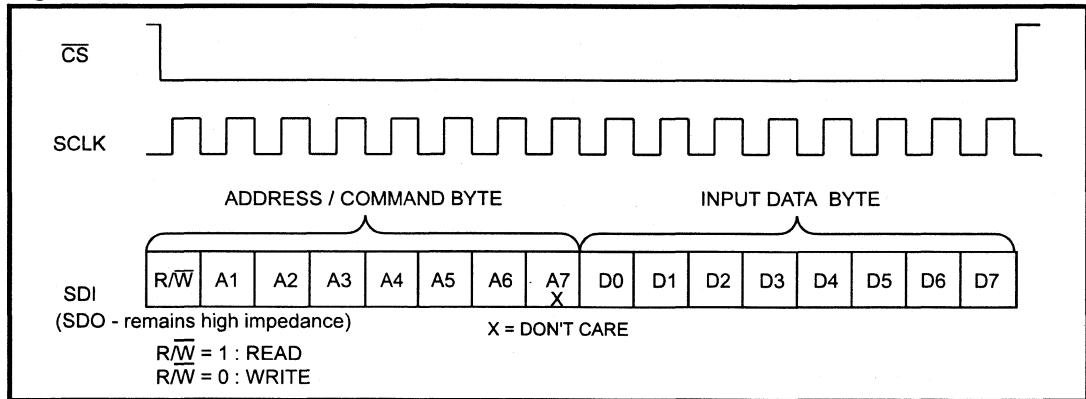 C̅S̅
SCLK
ADDRESS / COMMAND BYTE INPUT DATA BYTE
R/W̅ A1 A2 A3 A4 A5 A6 A7 X D0 D1 D2 D3 D4 D5 D6 D7
SDI
(SDO - remains high impedance)
X = DON'T CARE
R/W̅ = 1 : READ
R/W̅ = 0 : WRITE